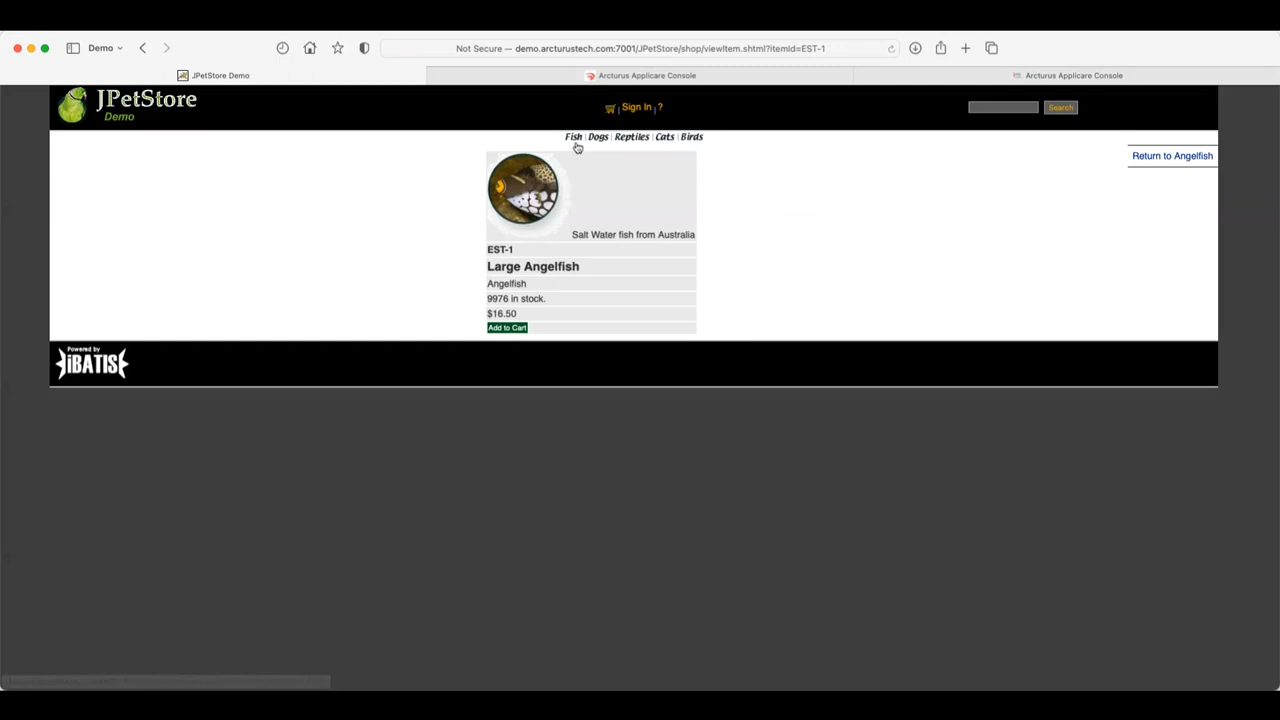 Demo
Not Secure — demo.arcturustech.com:7001/JPetStore/shop/viewItem.shtml?itemId=EST-1
JPetStore Demo
Arcturus Applicare Console
Arcturus Applicare Console
JPetStore
Demo
Sign In | ?
Search
Fish | Dogs | Reptiles | Cats | Birds
Return to Angelfish
Salt Water fish from Australia
EST-1
Large Angelfish
Angelfish
9976 in stock.
$16.50
Add to Cart
Powered by
iBATIS